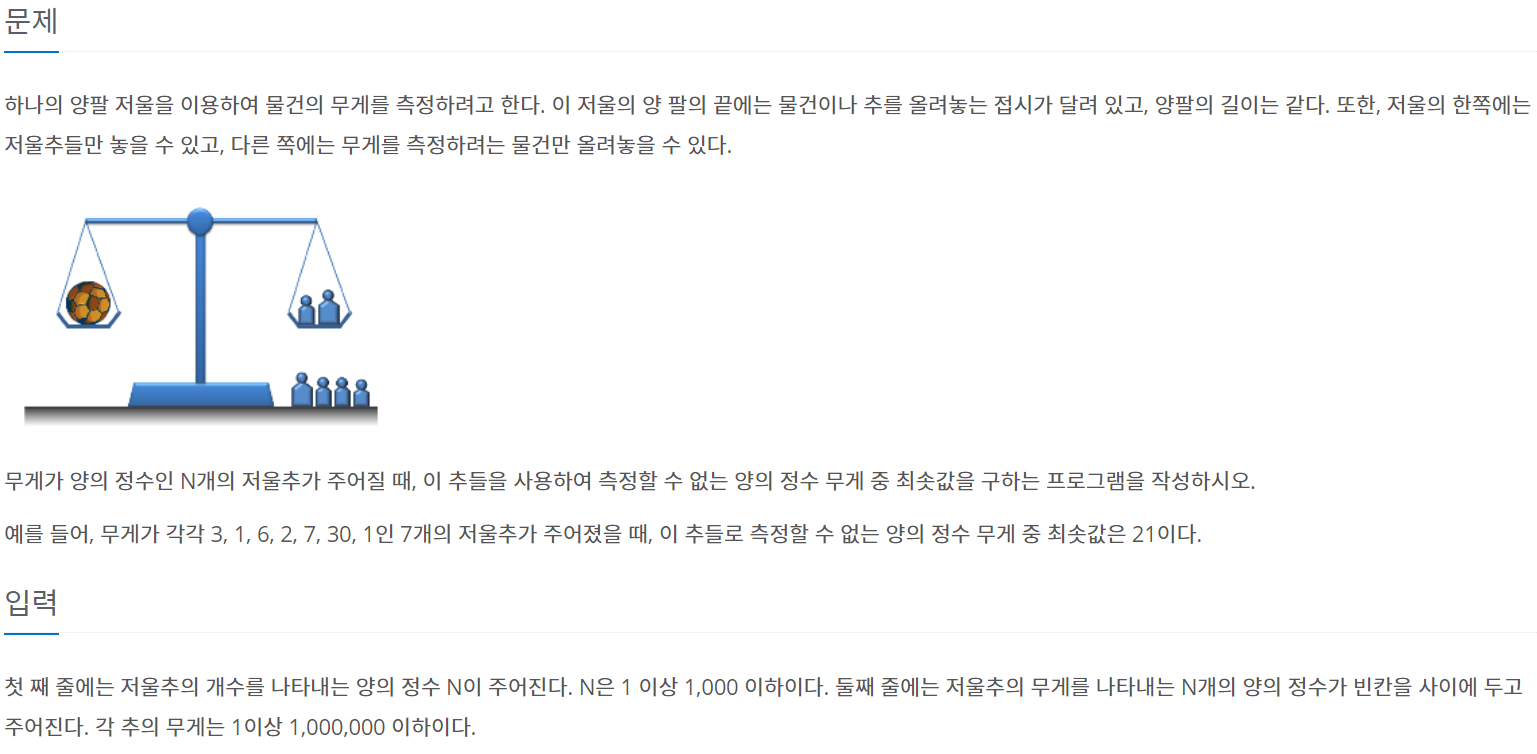 문제
하나의 양팔 저울을 이용하여 물건의 무게를 측정하려고 한다. 이 저울의 양 팔의 끝에는 물건이나 추를 올려놓는 접시가 달려 있고, 양팔의 길이는 같다. 또한, 저울의 한쪽에는
저울추들만 놓을 수 있고, 다른 쪽에는 무게를 측정하려는 물건만 올려놓을 수 있다.
무게가 양의 정수인 N개의 저울추가 주어질 때, 이 추들을 사용하여 측정할 수 없는 양의 정수 무게 중 최솟값을 구하는 프로그램을 작성하시오.
예를 들어, 무게가 각각 3, 1, 6, 2, 7, 30, 1인 7개의 저울추가 주어졌을 때, 이 추들로 측정할 수 없는 양의 정수 무게 중 최솟값은 21이다.
입력
첫 째 줄에는 저울추의 개수를 나타내는 양의 정수 N이 주어진다. N은 1 이상 1,000 이하이다. 둘째 줄에는 저울추의 무게를 나타내는 N개의 양의 정수가 빈칸을 사이에 두고
주어진다. 각 추의 무게는 1이상 1,000,000 이하이다.